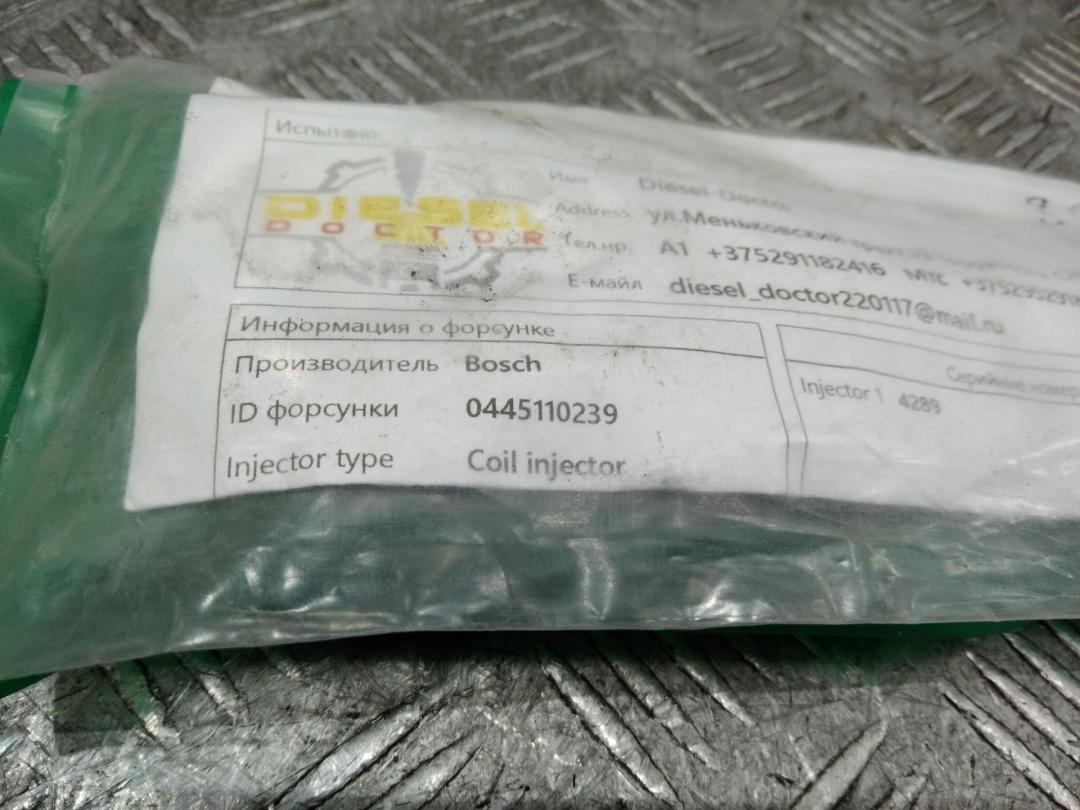 Испытано:
DIESEL
DOCTOR
Имя Diesel Doctor
Address ул.Меньковский
Тел.нр. A1 +375291182416 МТС
E-майл diesel_doctor220117@mail.ru
Информация о форсунке
Производитель Bosch
ID форсунки 0445110239
Injector type Coil injector
Серийные номера
Injector 1 4289